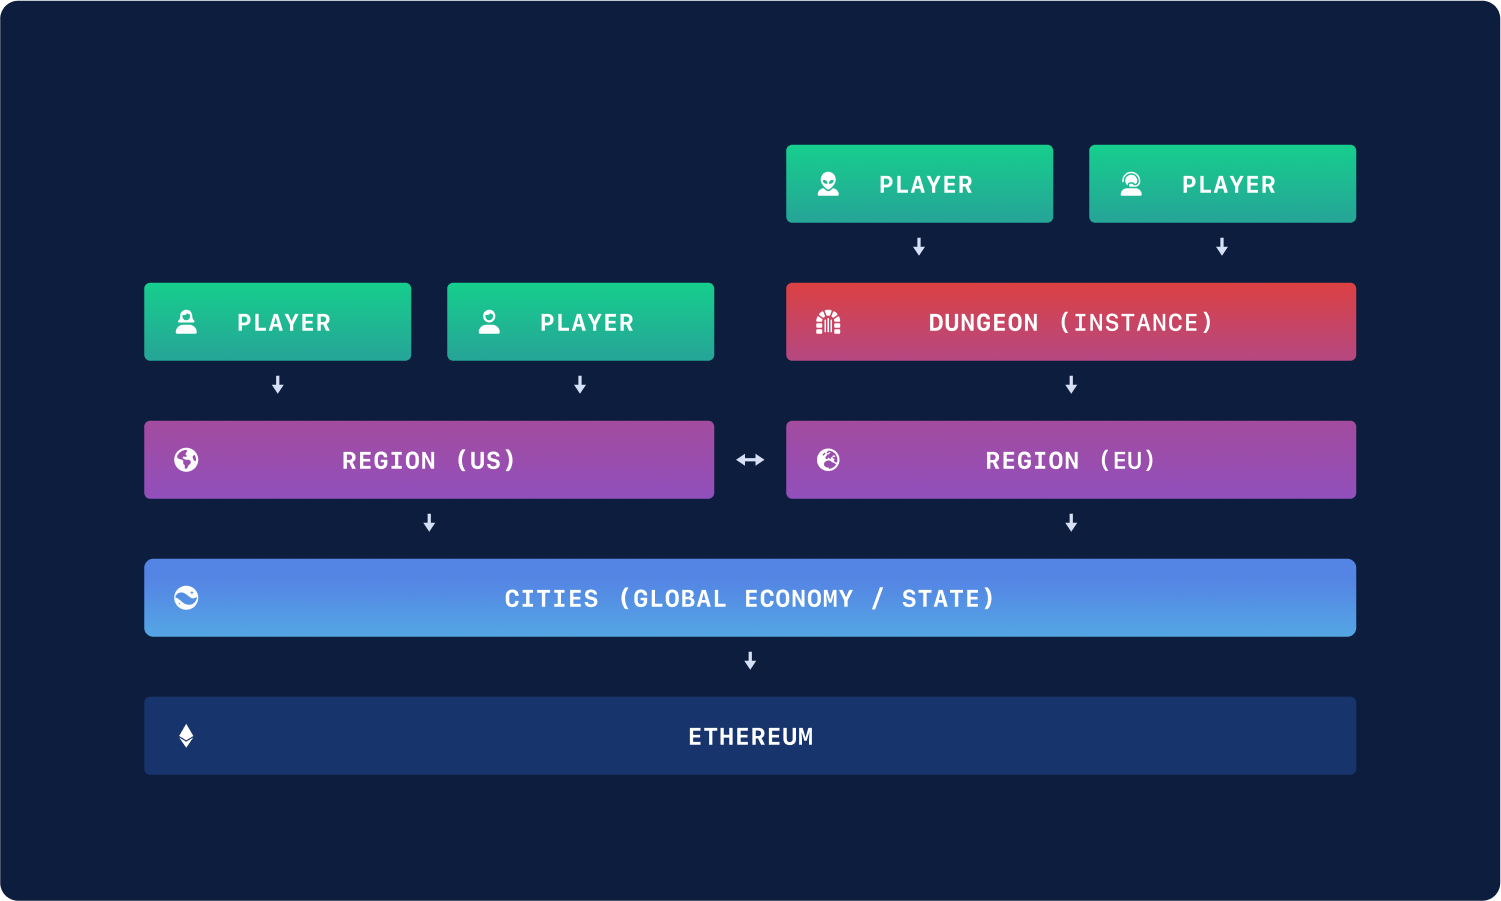 PLAYER
PLAYER
PLAYER
PLAYER
DUNGEON (INSTANCE)
REGION (US)
REGION (EU)
CITIES (GLOBAL ECONOMY / STATE)
ETHEREUM